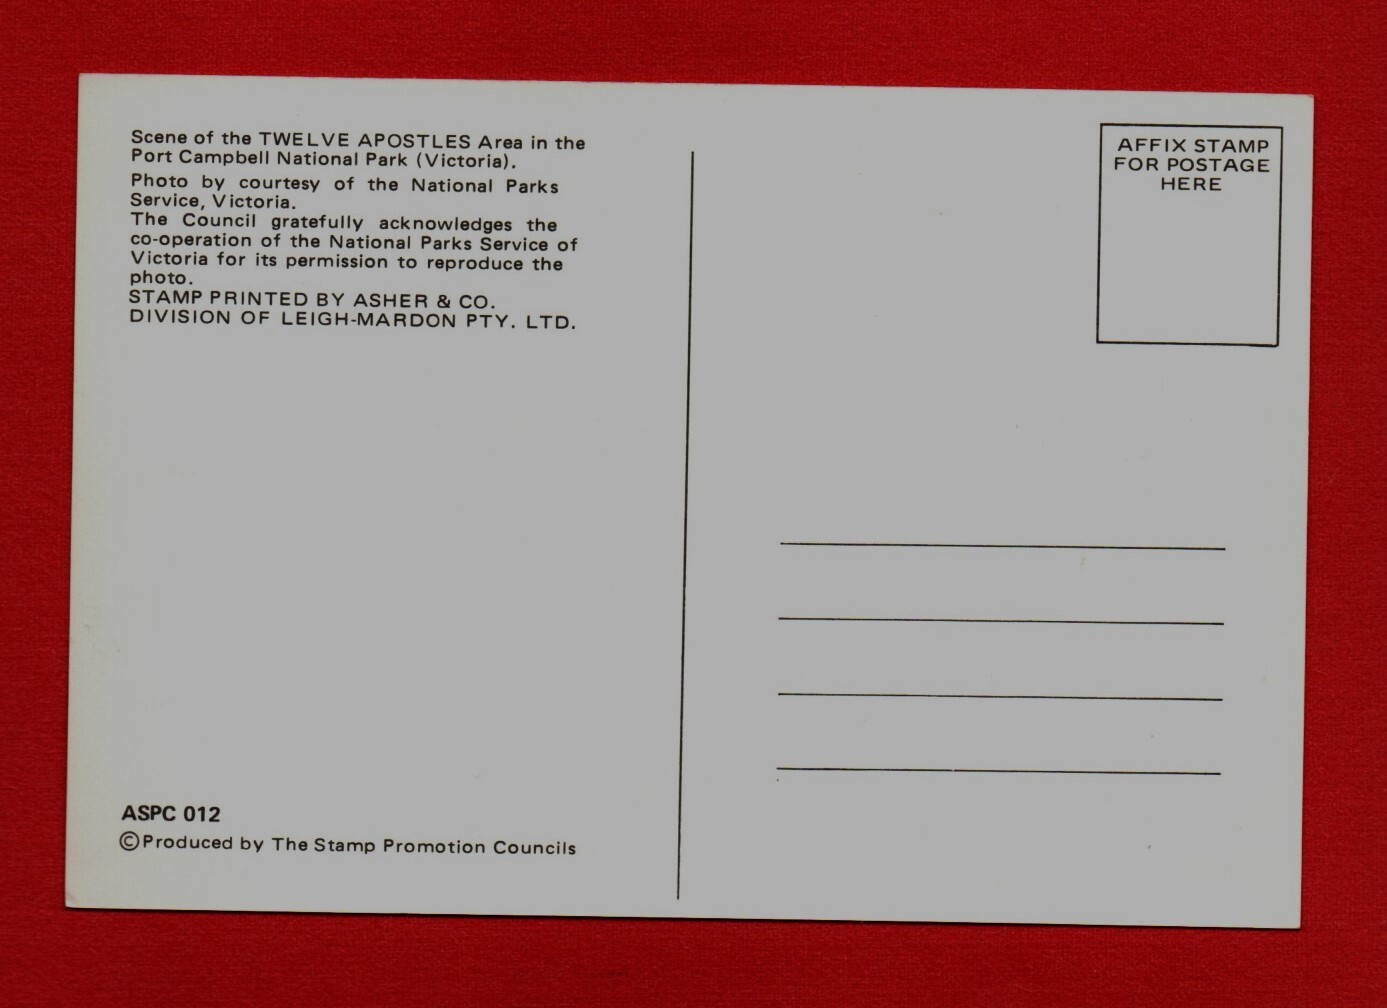 Scene of the TWELVE APOSTLES Area in the
Port Campbell National Park (Victoria).
Photo by courtesy of the National Parks
Service, Victoria.
The Council gratefully acknowledges the
co-operation of the National Parks Service of
Victoria for its permission to reproduce the
photo.
STAMP PRINTED BY ASHER & CO.
DIVISION OF LEIGH-MARDON PTY. LTD.
ASPC 012
©Produced by The Stamp Promotion Councils
AFFIX STAMP
FOR POSTAGE
HERE